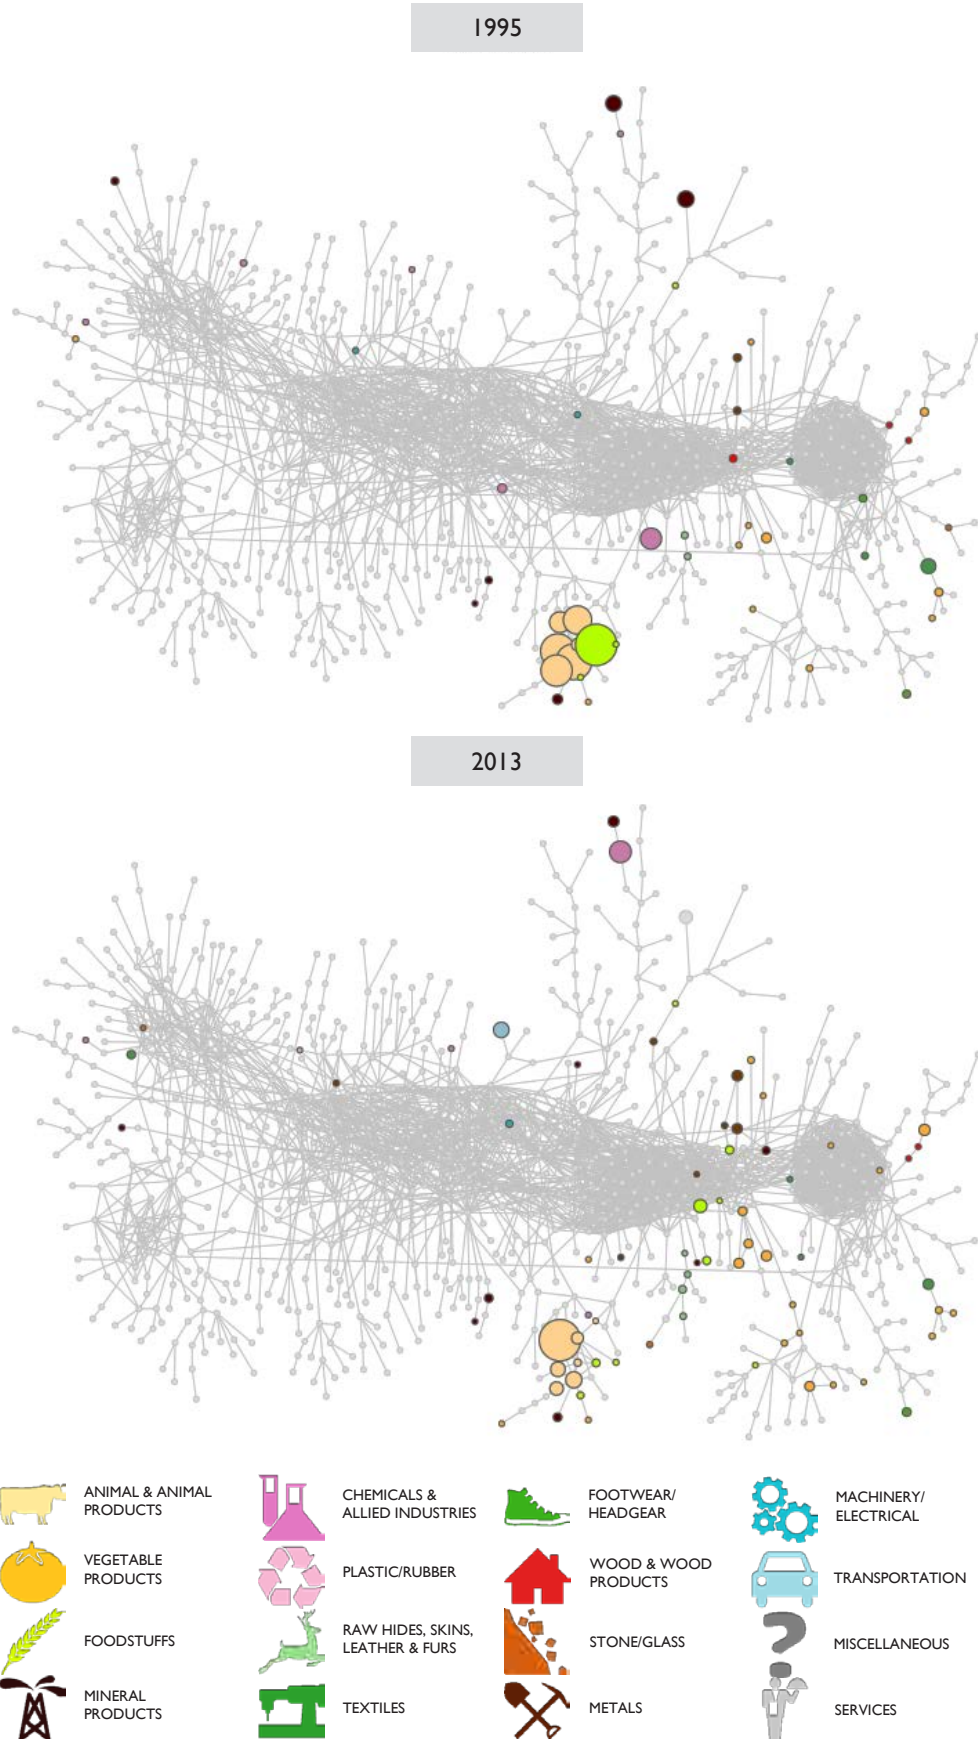 1995
2013
ANIMAL & ANIMAL
PRODUCTS
CHEMICALS &
ALLIED INDUSTRIES
FOOTWEAR/
HEADGEAR
MACHINERY/
ELECTRICAL
VEGETABLE
PRODUCTS
PLASTIC/RUBBER
WOOD & WOOD
PRODUCTS
TRANSPORTATION
FOODSTUFFS
RAW HIDES, SKINS,
LEATHER & FURS
STONE/GLASS
MISCELLANEOUS
MINERAL
PRODUCTS
TEXTILES
METALS
SERVICES